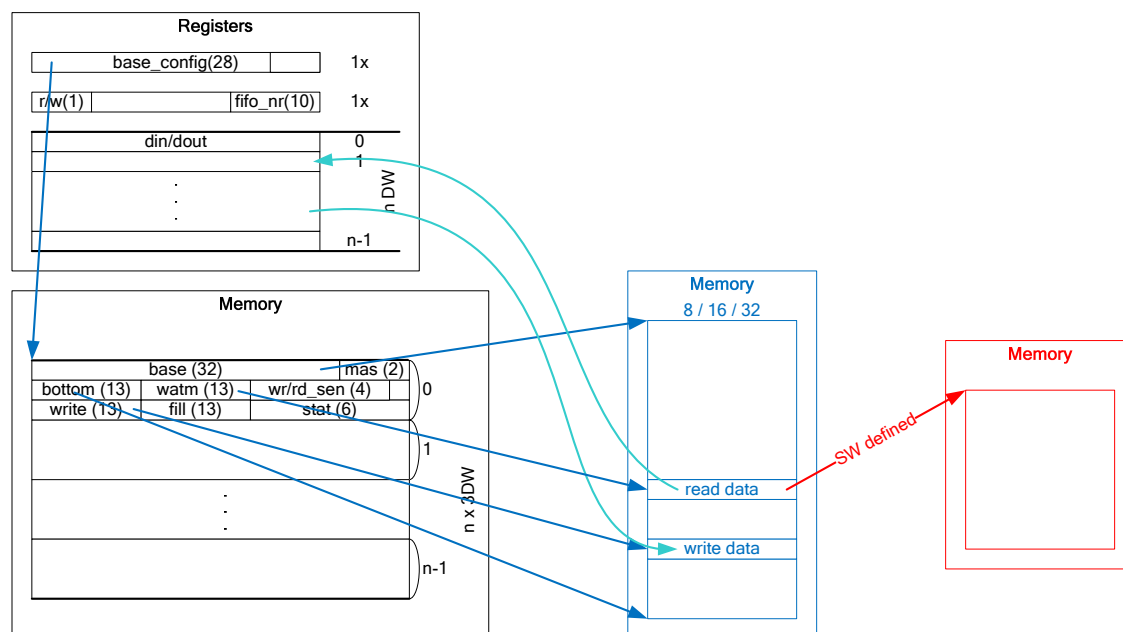 Registers
base_config(28)
1x
r/w(1)
fifo_nr(10)
1x
din/dout
0
1
.
.
.
n DW
n-1
Memory
base (32)
mas (2)
bottom (13)
watm (13)
wr/rd_sen (4)
0
write (13)
fill (13)
stat (6)
1
.
.
.
n x 3DW
n-1
Memory
8 / 16 / 32
read data
write data
SW defined
Memory